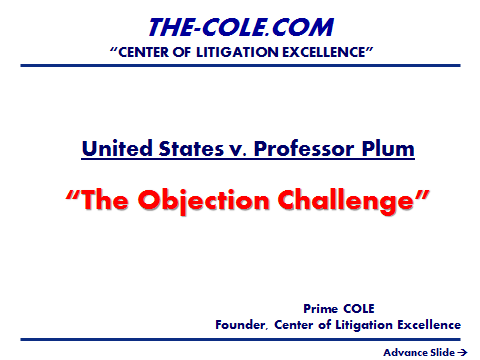 THE-COLE.COM
“CENTER OF LITIGATION EXCELLENCE”
United States v. Professor Plum
“The Objection Challenge”
Prime COLE
Founder, Center of Litigation Excellence
Advance Slide →